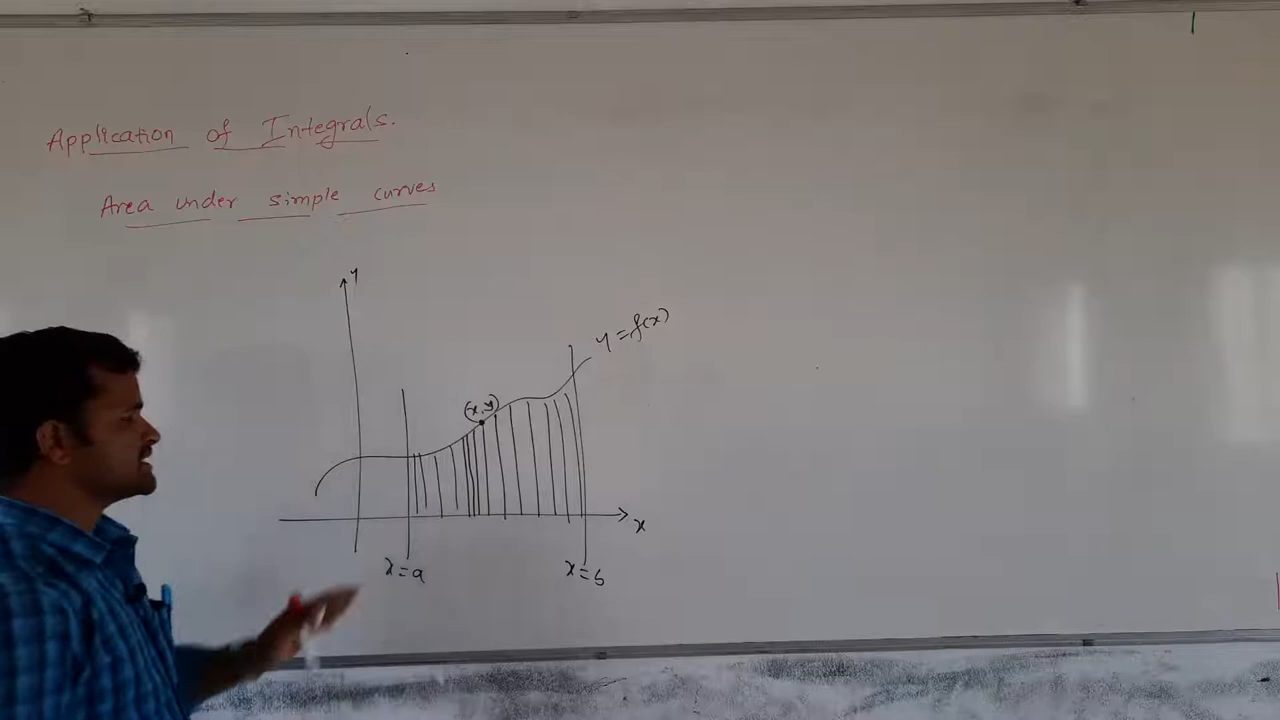 Application of Integrals.
Area under simple curves
y
y = f(x)
(x, y)
x
x = a
x = b